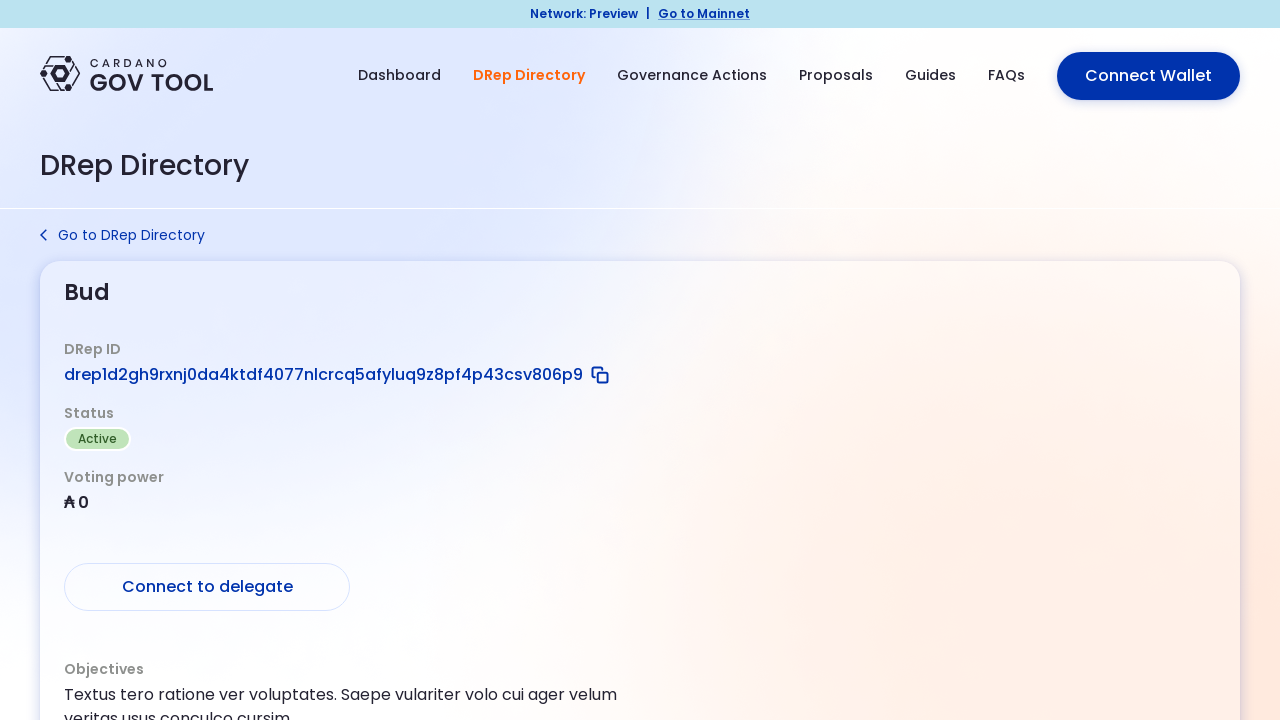 Network: Preview | Go to Mainnet
CARDANO
GOV TOOL
Dashboard
DRep Directory
Governance Actions
Proposals
Guides
FAQs
Connect Wallet
DRep Directory
Go to DRep Directory
Bud
DRep ID
drep1d2gh9rxnj0da4ktdf4077nlcrcq5afyluq9z8pf4p43csv806p9
Status
Active
Voting power
₳ 0
Connect to delegate
Objectives
Textus tero ratione ver voluptates. Saepe vulariter volo cui ager velum
veritas usus conculco cursim.